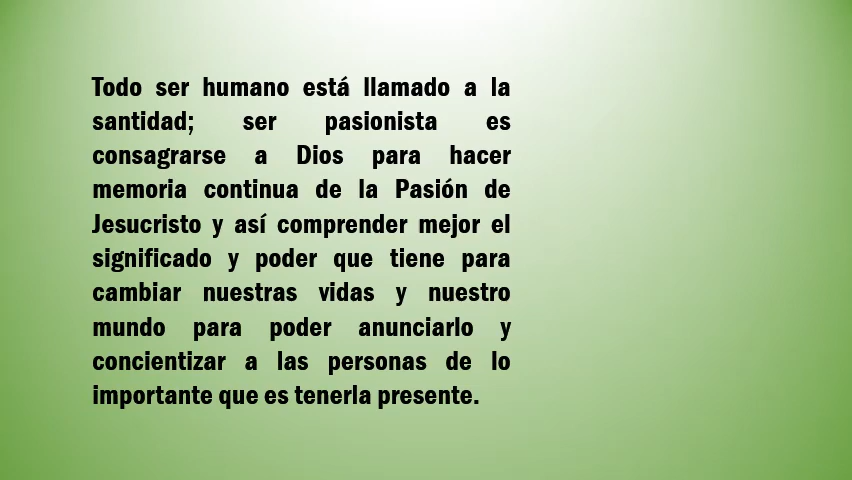 Todo ser humano está llamado a la
santidad; ser pasionista es
consagrarse a Dios para hacer
memoria continua de la Pasión de
Jesucristo y así comprender mejor el
significado y poder que tiene para
cambiar nuestras vidas y nuestro
mundo para poder anunciarlo y
concientizar a las personas de lo
importante que es tenerla presente.